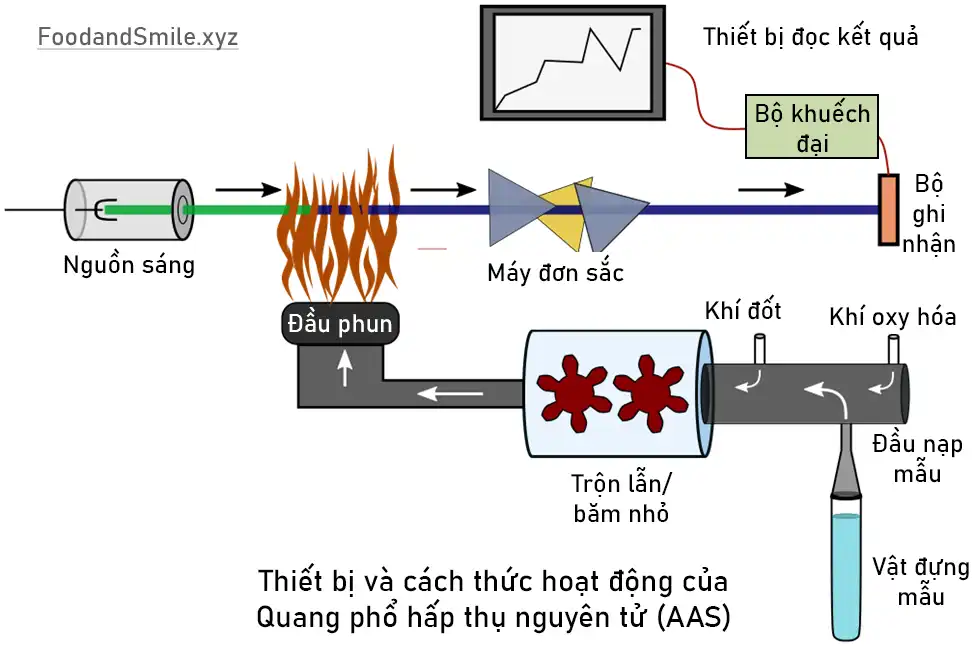 FoodandSmile.xyz
Thiết bị đọc kết quả
Bộ khuếch
đại
Bộ
ghi
nhận
Nguồn sáng
Máy đơn sắc
Đầu phun
Khí đốt
Khí oxy hóa
Đầu nạp
mẫu
Trộn lẫn/
băm nhỏ
Vật đựng
mẫu
Thiết bị và cách thức hoạt động của
Quang phổ hấp thụ nguyên tử (AAS)